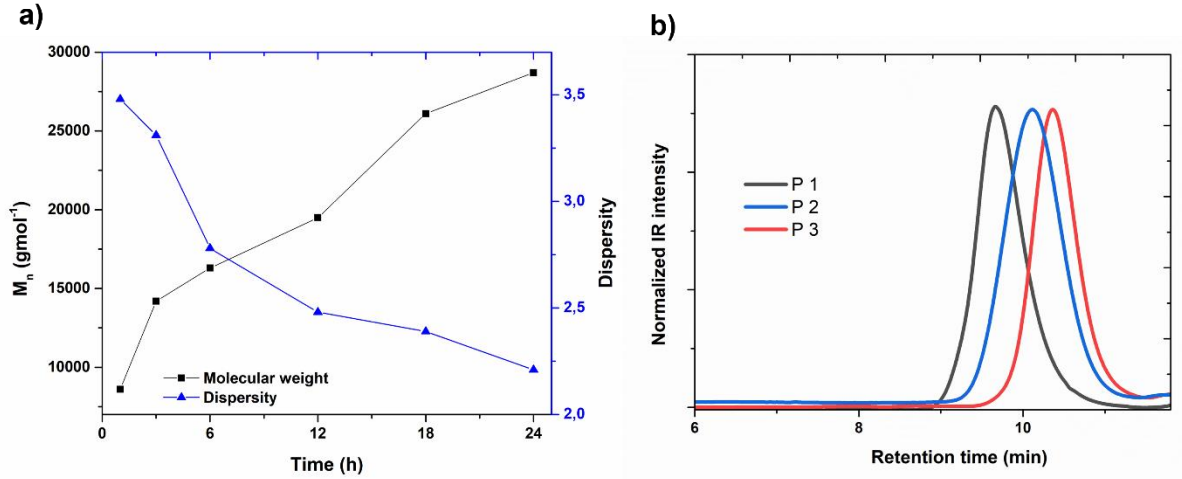 a)
30000
25000
20000
15000
10000
M_n (gmol⁻¹)
3,5
3,0
2,5
2,0
Dispersity
Molecular weight
Dispersity
0
6
12
18
24
Time (h)
b)
Normalized IR intensity
P 1
P 2
P 3
6
8
10
Retention time (min)